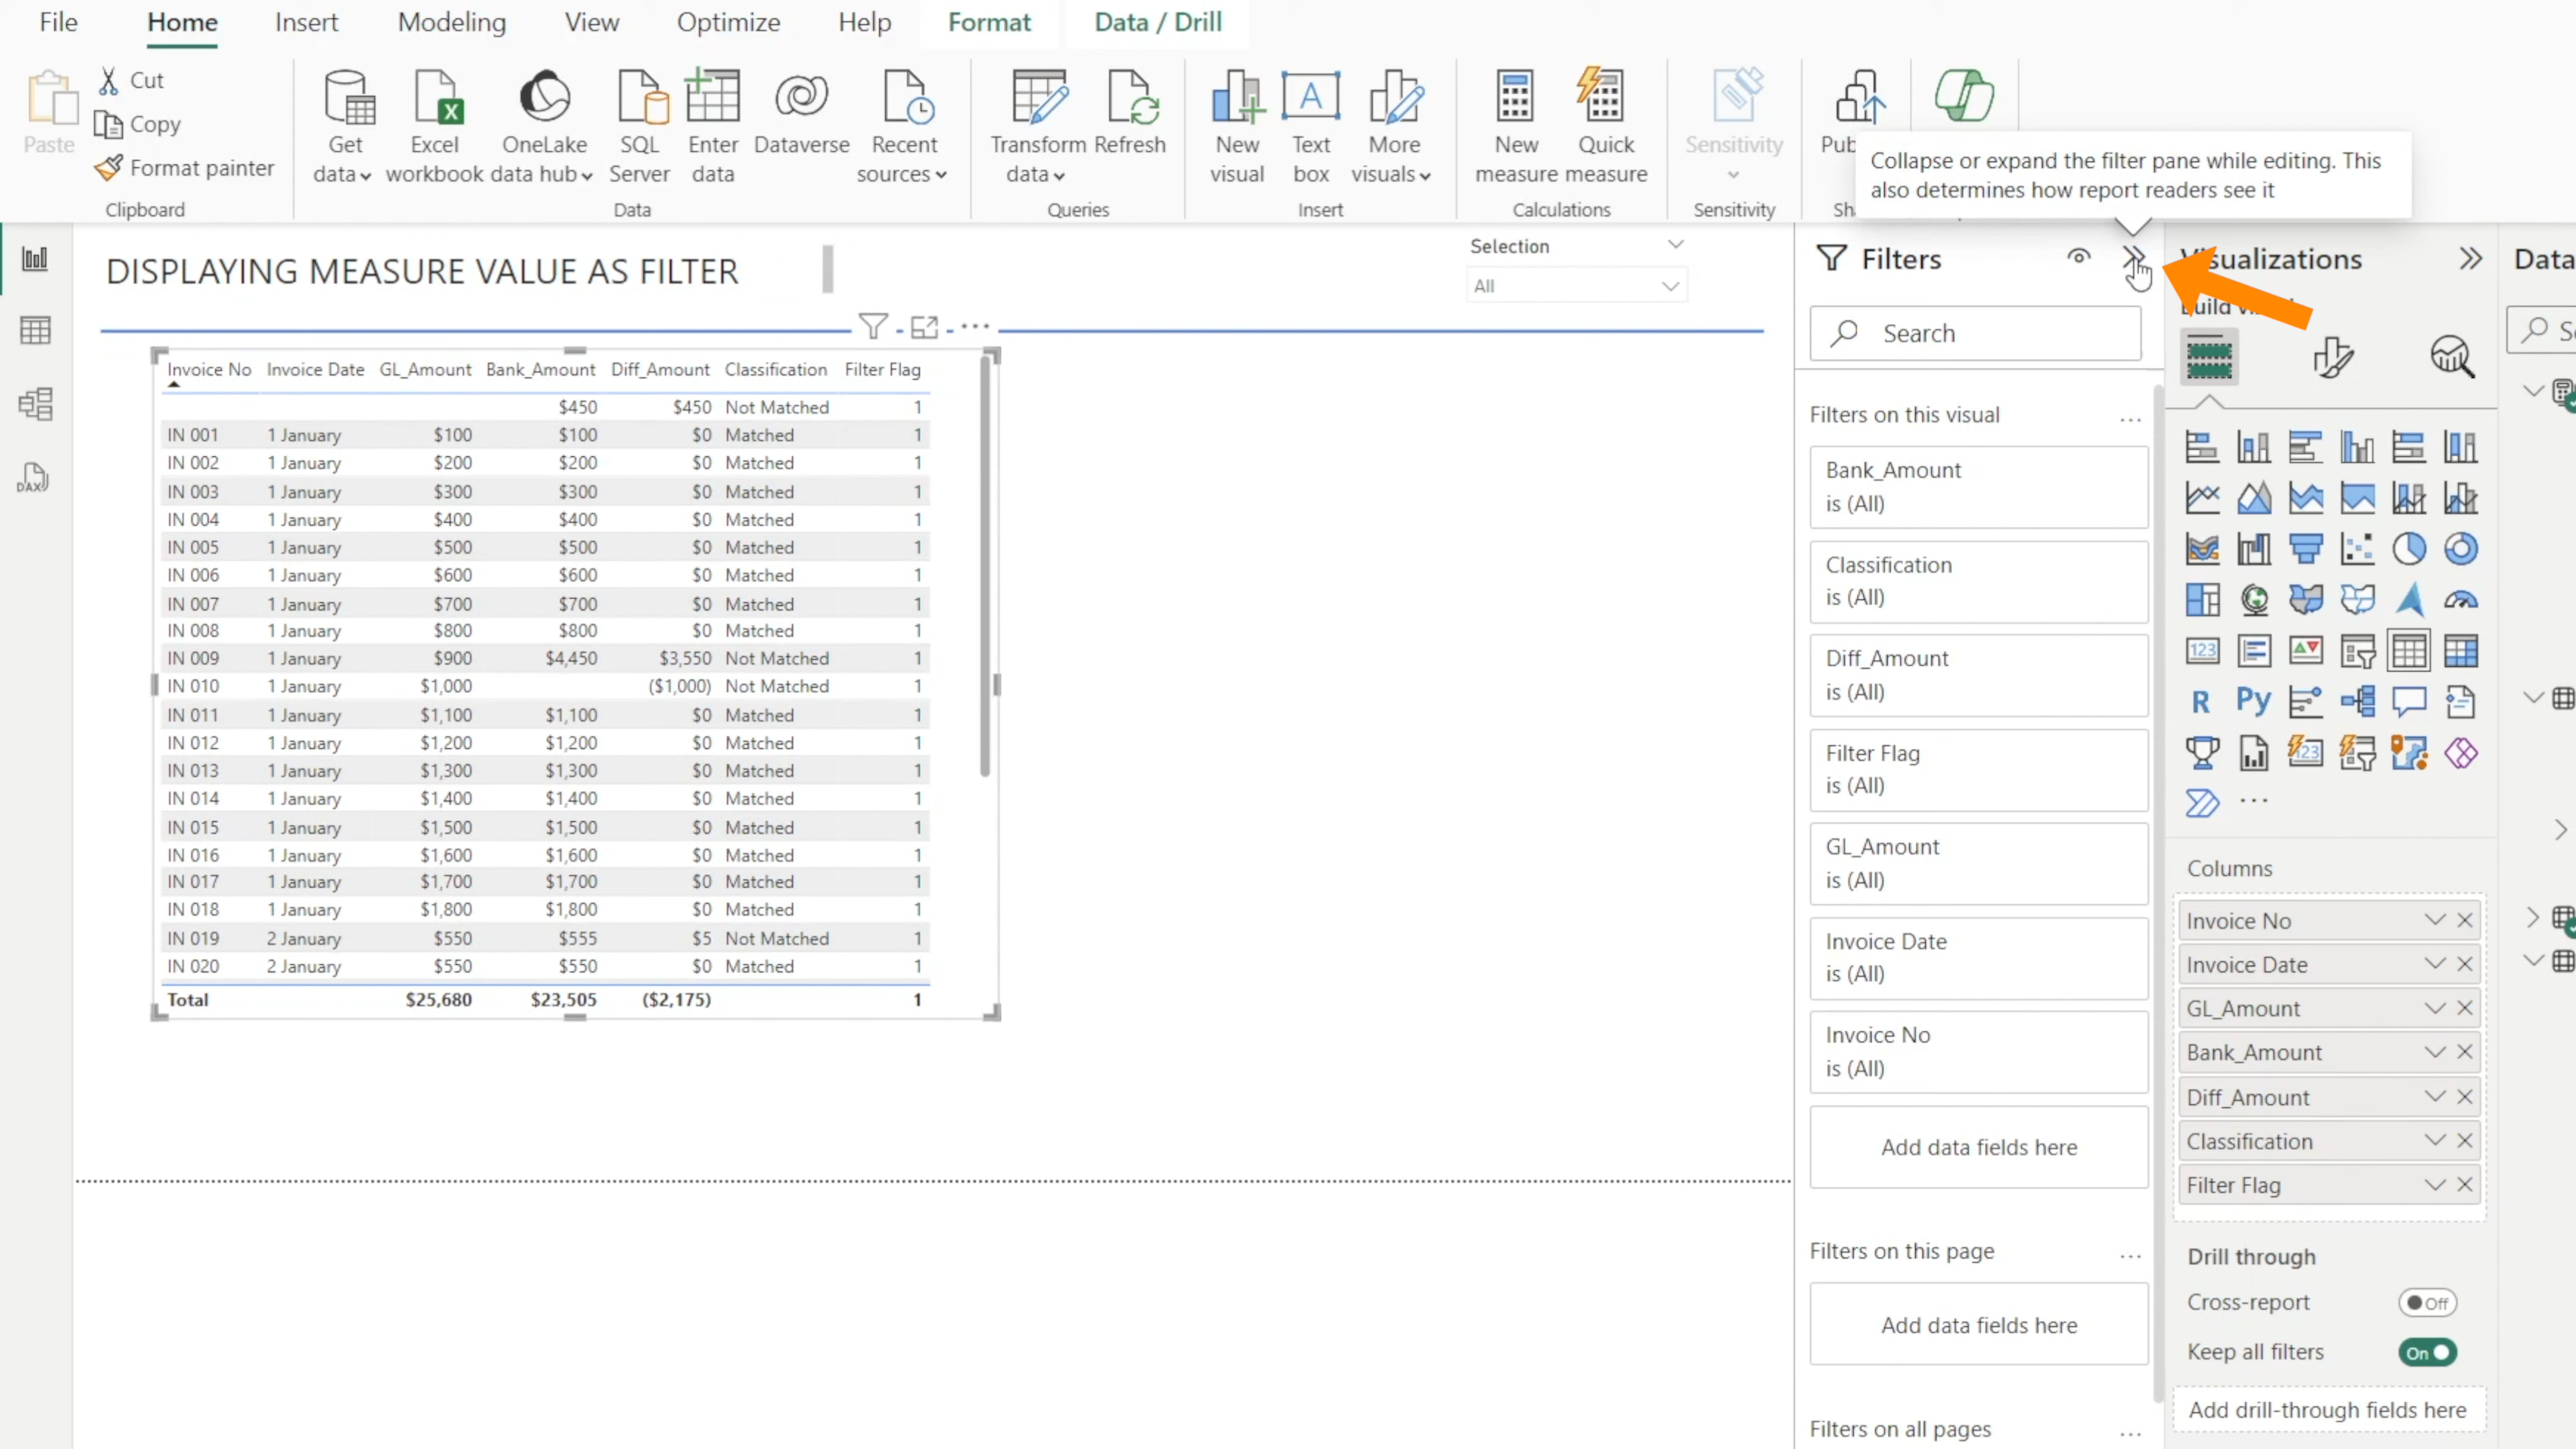 File Home Insert Modeling View Optimize Help Format Data / Drill
Paste
Cut
Copy
Format painter
Clipboard
Get data
Excel workbook
OneLake data hub
SQL Server
Enter data
Dataverse
Recent sources
Data
Transform data
Refresh
Queries
New visual
Text box
More visuals
Insert
New measure
Quick measure
Calculations
Sensitivity
Sensitivity
Collapse or expand the filter pane while editing. This
also determines how report readers see it
DISPLAYING MEASURE VALUE AS FILTER
Selection
All
Invoice No Invoice Date GL_Amount Bank_Amount Diff_Amount Classification Filter Flag
$450 $450 Not Matched 1
IN 001 1 January $100 $100 $0 Matched 1
IN 002 1 January $200 $200 $0 Matched 1
IN 003 1 January $300 $300 $0 Matched 1
IN 004 1 January $400 $400 $0 Matched 1
IN 005 1 January $500 $500 $0 Matched 1
IN 006 1 January $600 $600 $0 Matched 1
IN 007 1 January $700 $700 $0 Matched 1
IN 008 1 January $800 $800 $0 Matched 1
IN 009 1 January $900 $4,450 $3,550 Not Matched 1
IN 010 1 January $1,000 ($1,000) Not Matched 1
IN 011 1 January $1,100 $1,100 $0 Matched 1
IN 012 1 January $1,200 $1,200 $0 Matched 1
IN 013 1 January $1,300 $1,300 $0 Matched 1
IN 014 1 January $1,400 $1,400 $0 Matched 1
IN 015 1 January $1,500 $1,500 $0 Matched 1
IN 016 1 January $1,600 $1,600 $0 Matched 1
IN 017 1 January $1,700 $1,700 $0 Matched 1
IN 018 1 January $1,800 $1,800 $0 Matched 1
IN 019 2 January $550 $555 $5 Not Matched 1
IN 020 2 January $550 $550 $0 Matched 1
Total $25,680 $23,505 ($2,175) 1
DAX
Filters
Search
Filters on this visual
Bank_Amount
is (All)
Classification
is (All)
Diff_Amount
is (All)
Filter Flag
is (All)
GL_Amount
is (All)
Invoice Date
is (All)
Invoice No
is (All)
Add data fields here
Filters on this page
Add data fields here
Filters on all pages
sualizations
123
R Py
123
Columns
Invoice No
Invoice Date
GL_Amount
Bank_Amount
Diff_Amount
Classification
Filter Flag
Drill through
Cross-report Off
Keep all filters On
Add drill-through fields here
Data